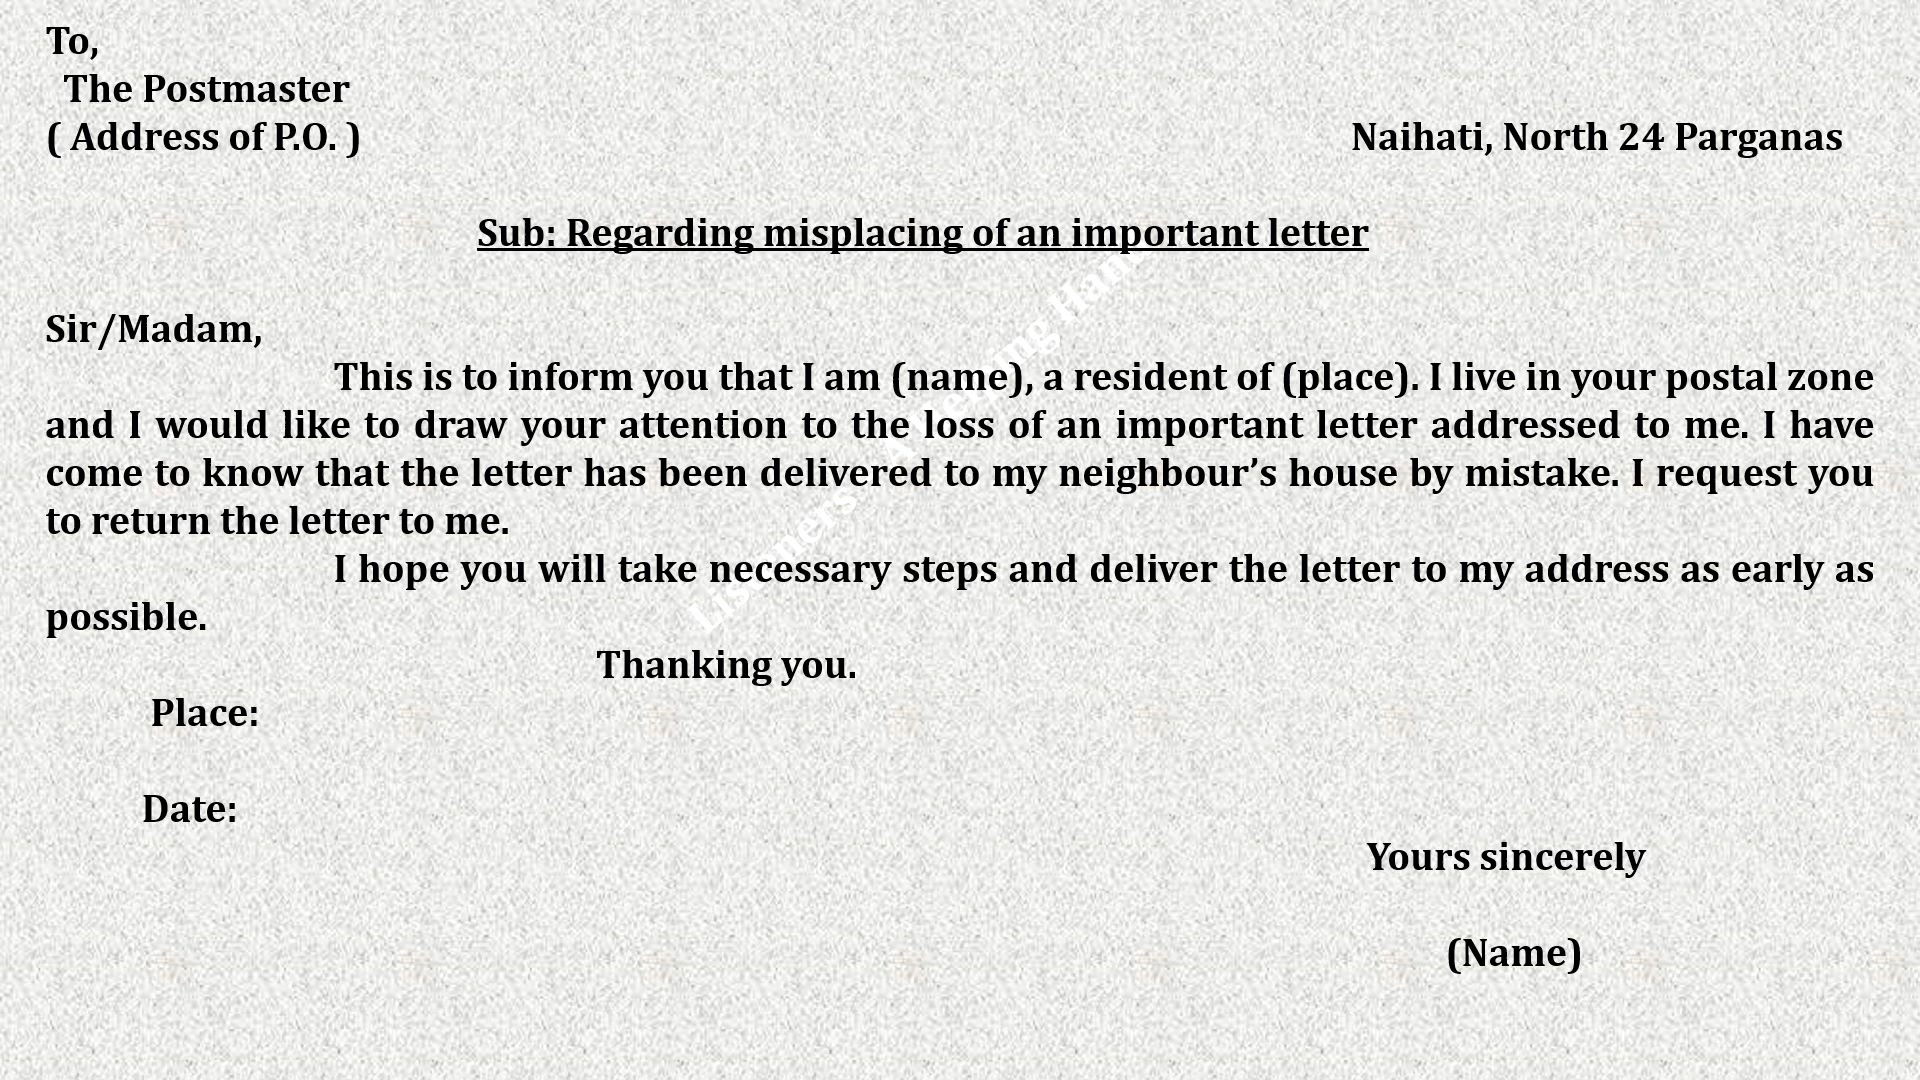 To,
The Postmaster
( Address of P.O. ) Naihati, North 24 Parganas
Sub: Regarding misplacing of an important letter
Sir/Madam,
This is to inform you that I am (name), a resident of (place). I live in your postal zone
and I would like to draw your attention to the loss of an important letter addressed to me. I have
come to know that the letter has been delivered to my neighbour’s house by mistake. I request you
to return the letter to me.
I hope you will take necessary steps and deliver the letter to my address as early as
possible.
Thanking you.
Place:
Date:
Yours sincerely
(Name)